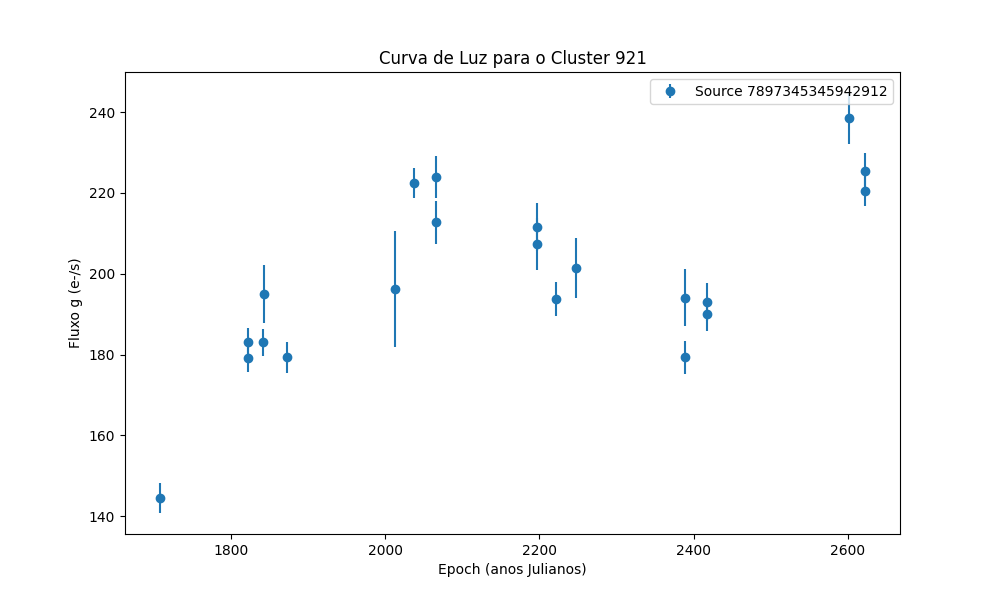 Curva de Luz para o Cluster 921
Source 7897345345942912
240
220
200
180
160
140
Fluxo g (e-/s)
1800
2000
2200
2400
2600
Epoch (anos Julianos)